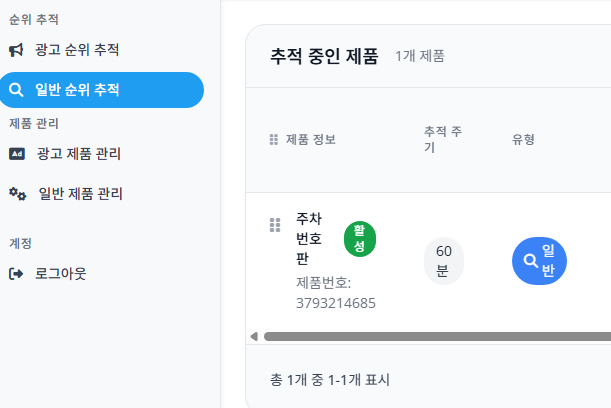 순위 추적
광고 순위 추적
일반 순위 추적
제품 관리
Ad 광고 제품 관리
일반 제품 관리
계정
로그아웃
추적 중인 제품 1개 제품
제품 정보
추적 주
기
유형
주차
번호
판
활
성
제품번호:
3793214685
60
분
일
반
총 1개 중 1-1개 표시